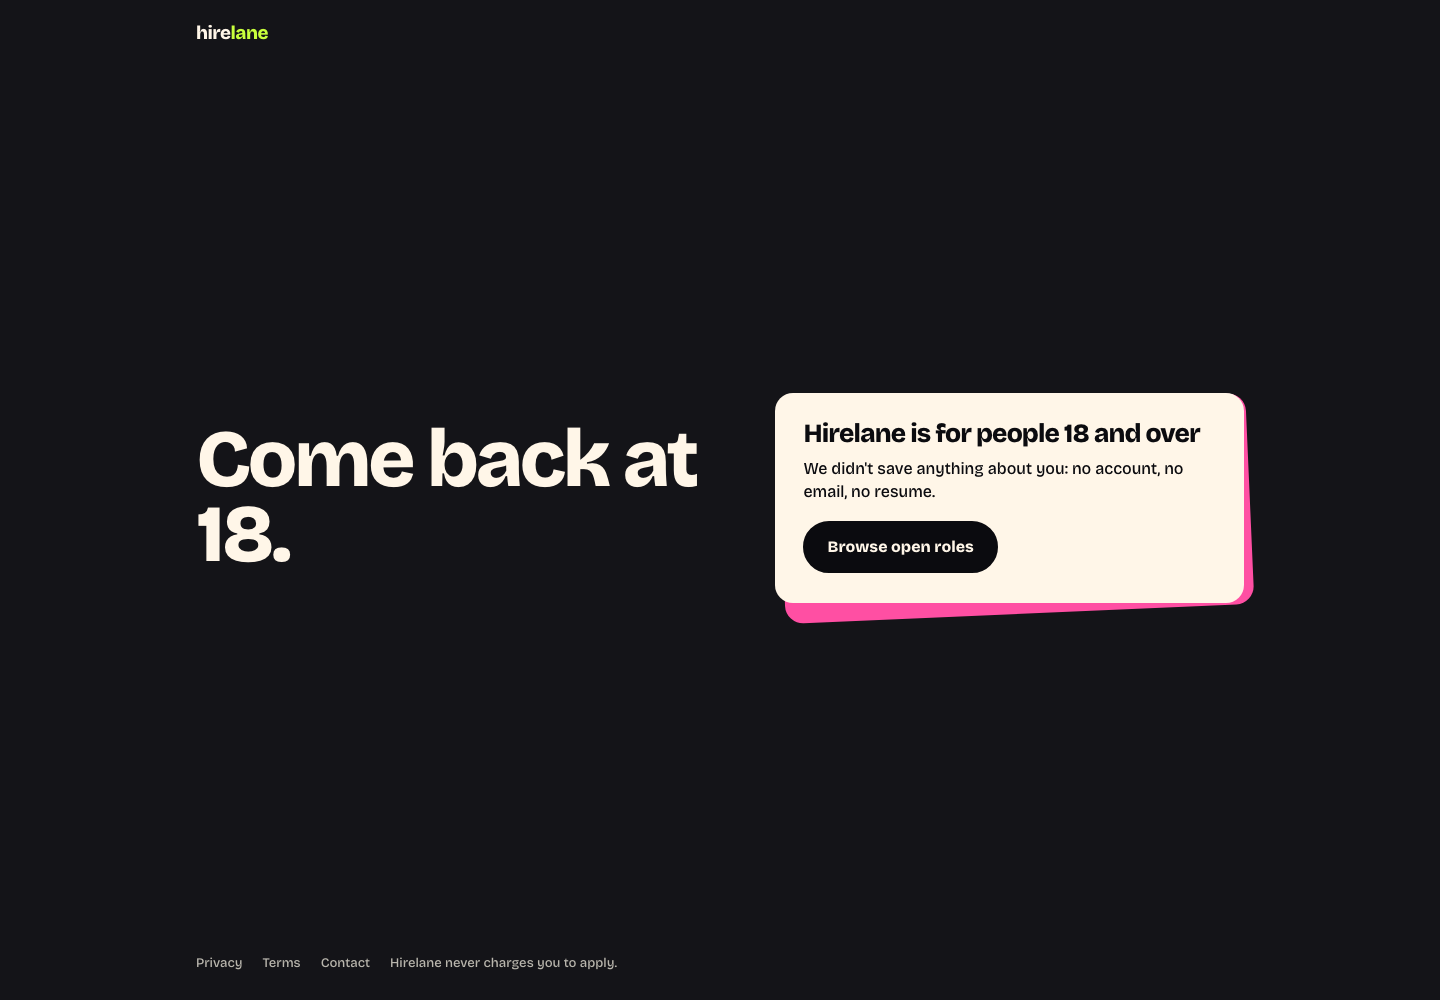 hirelane
Come back at
18.
Hirelane is for people 18 and over
We didn't save anything about you: no account, no
email, no resume.
Browse open roles
Privacy Terms Contact Hirelane never charges you to apply.